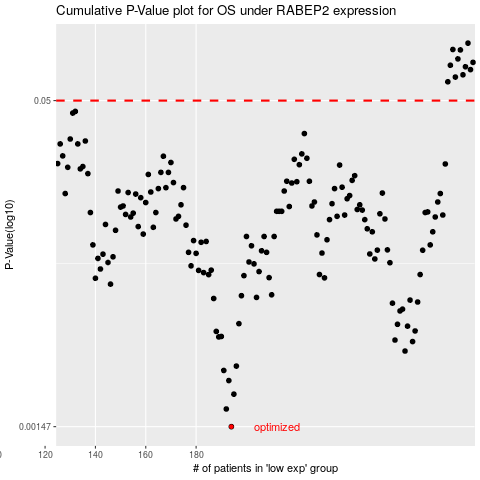 Cumulative P-Value plot for OS under RABEP2 expression
0.05
P-Value(log10)
0.00147
optimized
0 120 140 160 180
# of patients in 'low exp' group